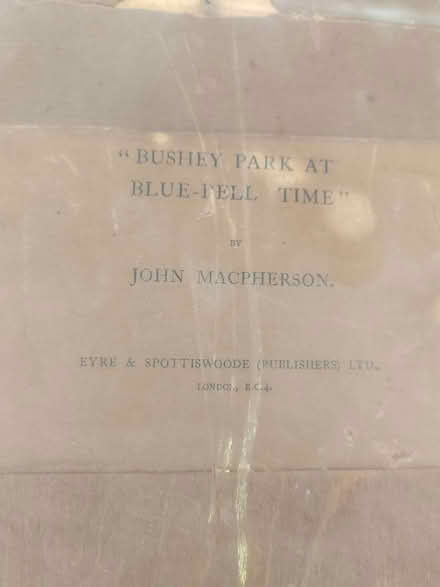 "BUSHEY PARK AT
BLUE-BELL TIME"
BY
JOHN MACPHERSON.
EYRE & SPOTTISWOODE (PUBLISHERS) LTD.,
LONDON, E.C.4.